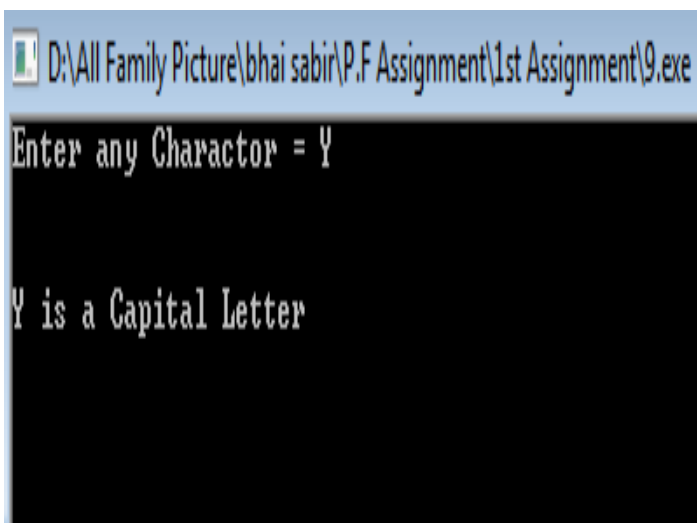 D:\All Family Picture\bhai sabir\P.F Assignment\1st Assignment\9.exe
Enter any Charactor = Y
Y is a Capital Letter